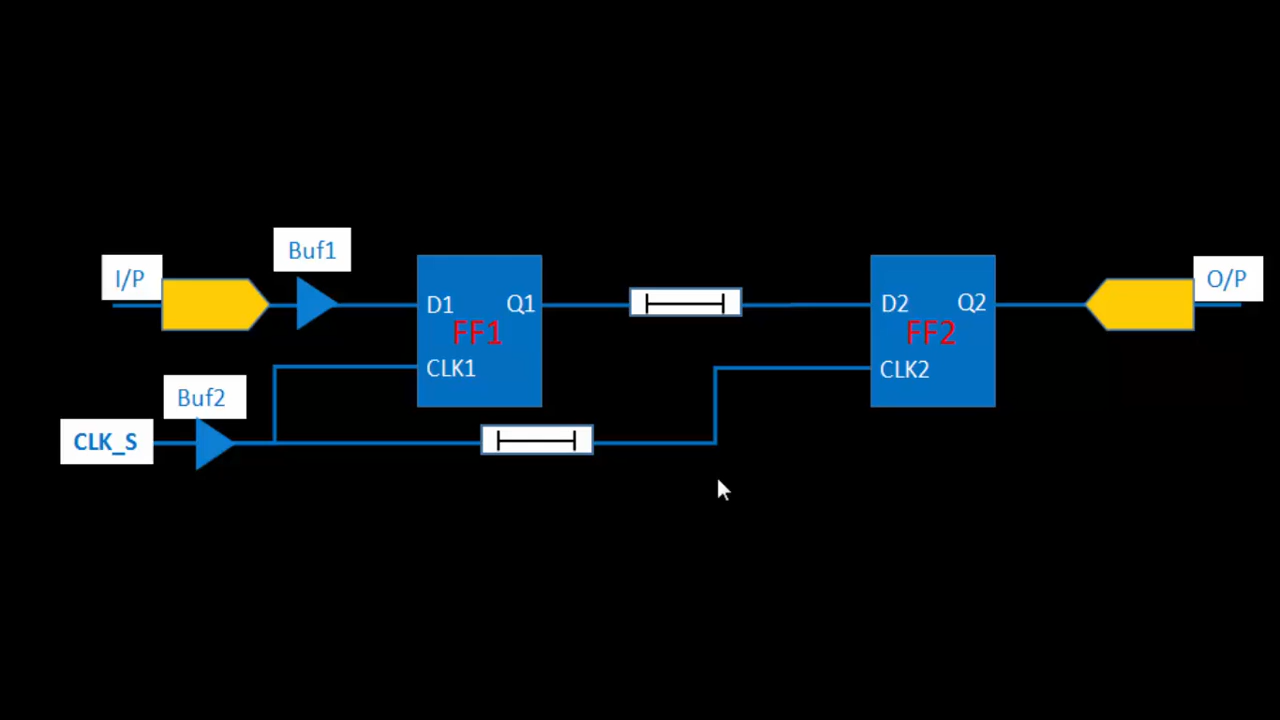 Buf1
I/P
O/P
D1
Q1
FF1
CLK1
D2
Q2
FF2
CLK2
Buf2
CLK_S